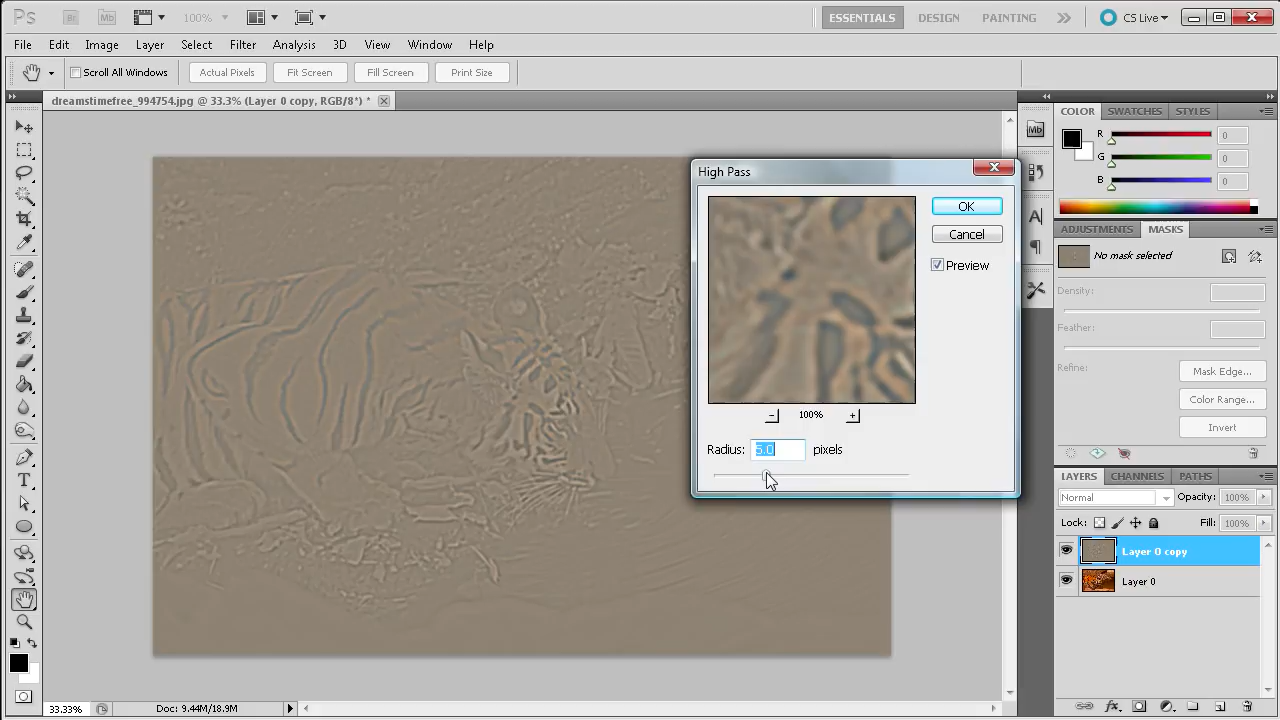 Ps Br Mb 100% ESSENTIALS DESIGN PAINTING CS Live
File Edit Image Layer Select Filter Analysis 3D View Window Help
Scroll All Windows Actual Pixels Fit Screen Fill Screen Print Size
dreamstimefree_994754.jpg @ 33.3% (Layer 0 copy, RGB/8*) *
COLOR SWATCHES STYLES
R 0
G 0
B 0
Mb
High Pass
OK
Cancel
Preview
100%
Radius: 5.0 pixels
ADJUSTMENTS MASKS
No mask selected
Density:
Feather:
Refine: Mask Edge...
Color Range...
Invert
LAYERS CHANNELS PATHS
Normal Opacity: 100%
Lock: Fill: 100%
Layer 0 copy
Layer 0
33.33% Doc: 9.44M/18.9M